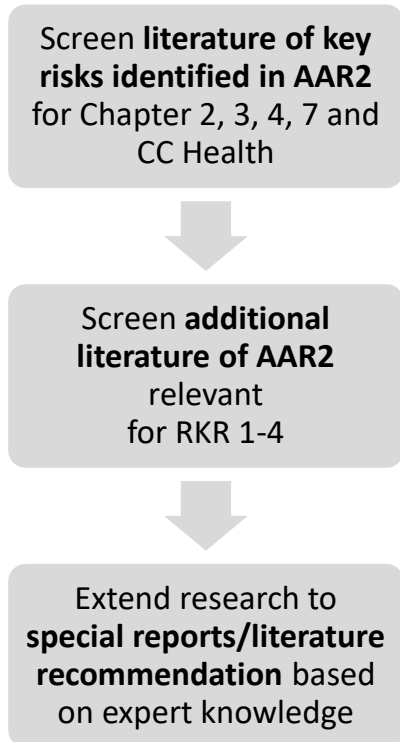 Screen literature of key
risks identified in AAR2
for Chapter 2, 3, 4, 7 and
CC Health
Screen additional
literature of AAR2
relevant
for RKR 1-4
Extend research to
special reports/literature
recommendation based
on expert knowledge